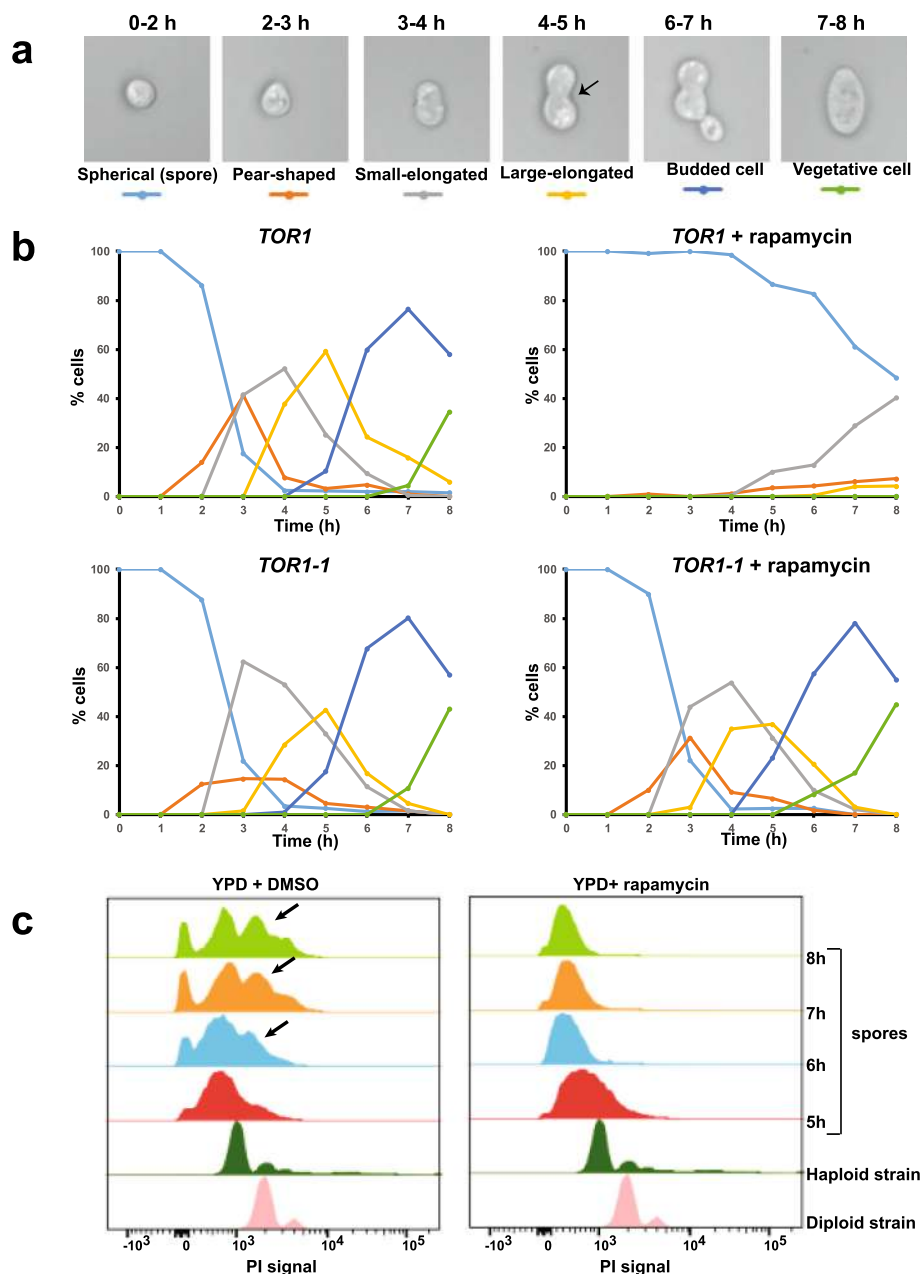 a
0-2 h 2-3 h 3-4 h 4-5 h 6-7 h 7-8 h
Spherical (spore) Pear-shaped Small-elongated Large-elongated Budded cell Vegetative cell
b
TOR1
100
80
60
40
20
0
% cells
0 1 2 3 4 5 6 7 8
Time (h)
TOR1 + rapamycin
100
80
60
40
20
0
% cells
0 1 2 3 4 5 6 7 8
Time (h)
TOR1-1
100
80
60
40
20
0
% cells
0 1 2 3 4 5 6 7 8
Time (h)
TOR1-1 + rapamycin
100
80
60
40
20
0
% cells
0 1 2 3 4 5 6 7 8
Time (h)
c
YPD + DMSO
-10³ 0 10³ 10⁴ 10⁵
PI signal
YPD+ rapamycin
-10³ 0 10³ 10⁴ 10⁵
PI signal
8h
7h
6h
5h
spores
Haploid strain
Diploid strain